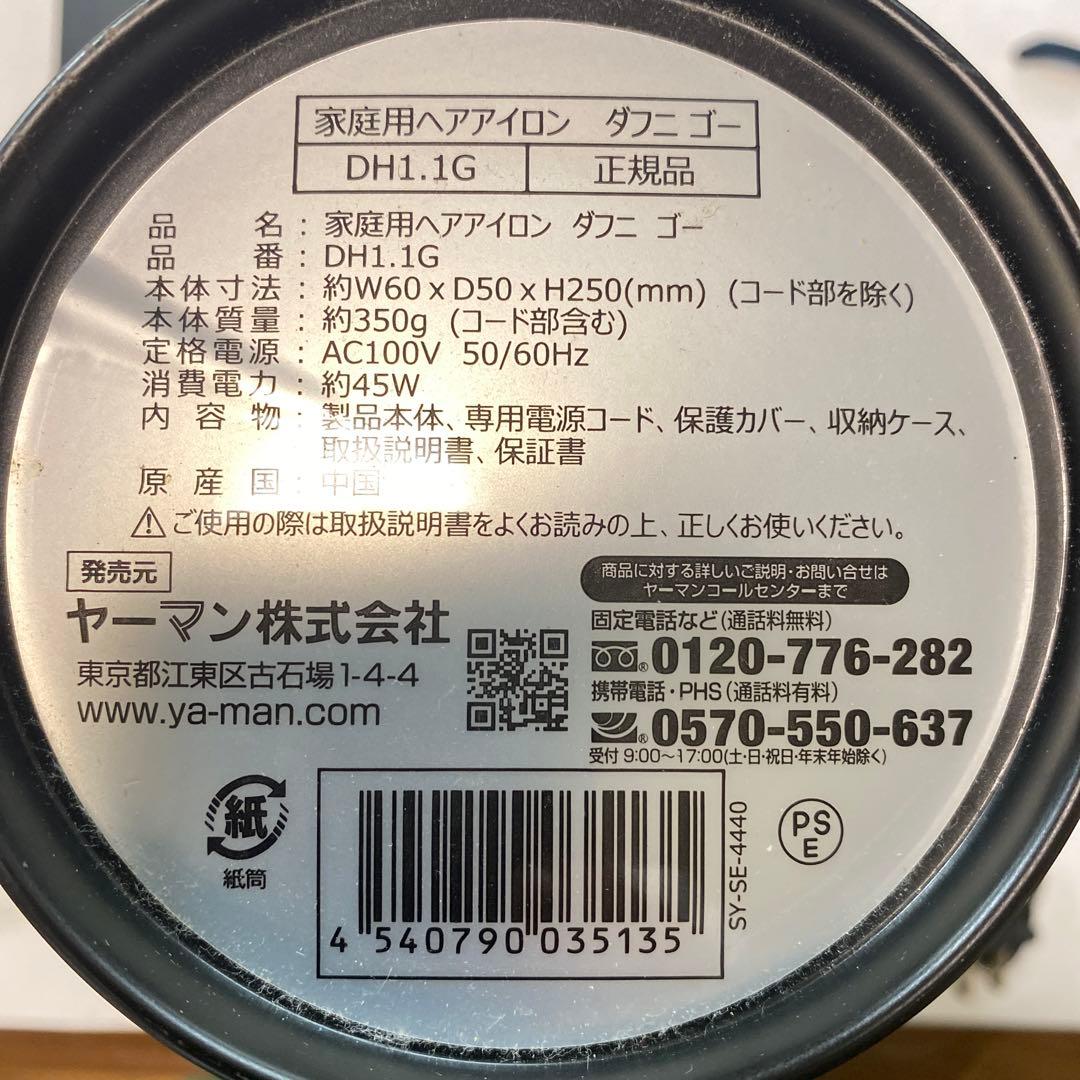 家庭用ヘアアイロン ダフニ ゴー
DH1.1G 正規品
品名：家庭用ヘアアイロン ダフニ ゴー
品番：DH1.1G
本体寸法：約W60 x D50 x H250(mm) (コード部を除く)
本体質量：約350g (コード部含む)
定格電源：AC100V 50/60Hz
消費電力：約45W
内容物：製品本体、専用電源コード、保護カバー、収納ケース、
取扱説明書、保証書
原産国：中国
⚠ご使用の際は取扱説明書をよくお読みの上、正しくお使いください。
発売元
ヤーマン株式会社
東京都江東区古石場1-4-4
www.ya-man.com
商品に対する詳しいご説明・お問い合せは
ヤーマンコールセンターまで
固定電話など(通話料無料)
®0120-776-282
携帯電話・PHS(通話料有料)
®0570-550-637
受付 9:00～17:00(土・日・祝日・年末年始除く)
紙
紙筒
4 540790 035135
SY-SE-4440
PSE